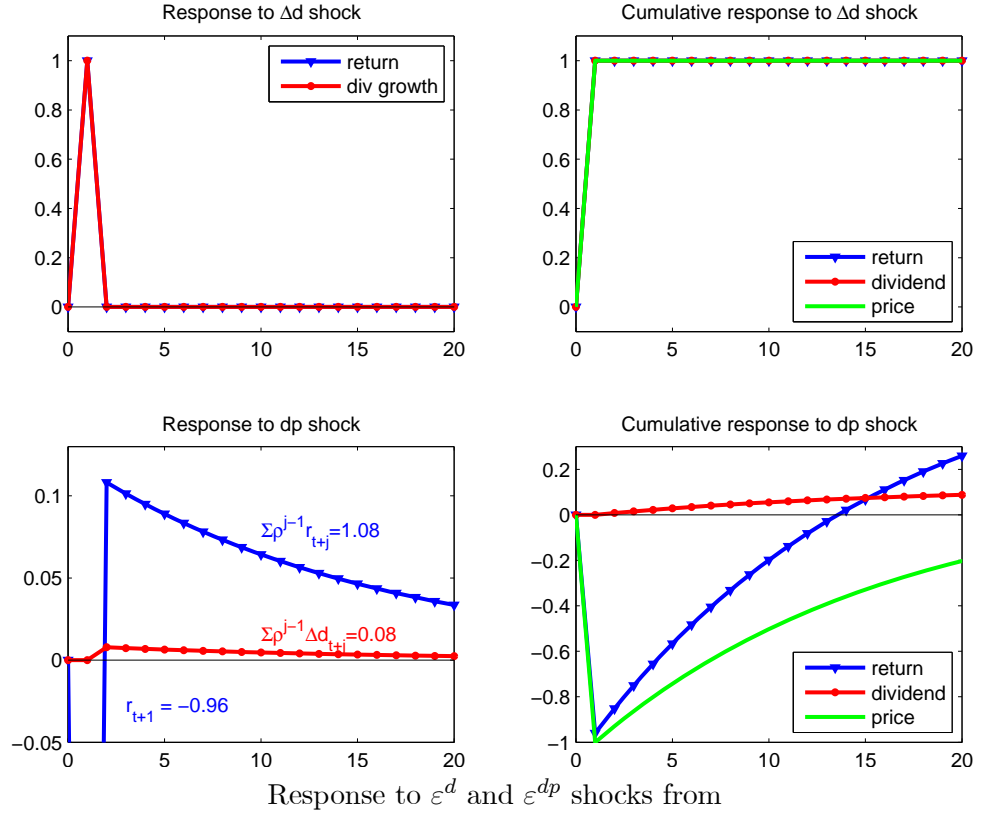 Response to Δd shock
1
0.8
0.6
0.4
0.2
0
0 5 10 15 20
return
div growth
Cumulative response to Δd shock
1
0.8
0.6
0.4
0.2
0
0 5 10 15 20
return
dividend
price
Response to dp shock
0.1
0.05
0
−0.05
0 5 10 15 20
Σρ^{j−1}r_{t+j}=1.08
Σρ^{j−1}Δd_{t+j}=0.08
r_{t+1} = −0.96
Cumulative response to dp shock
0.2
0
−0.2
−0.4
−0.6
−0.8
−1
0 5 10 15 20
return
dividend
price
Response to ε^d and ε^{dp} shocks from